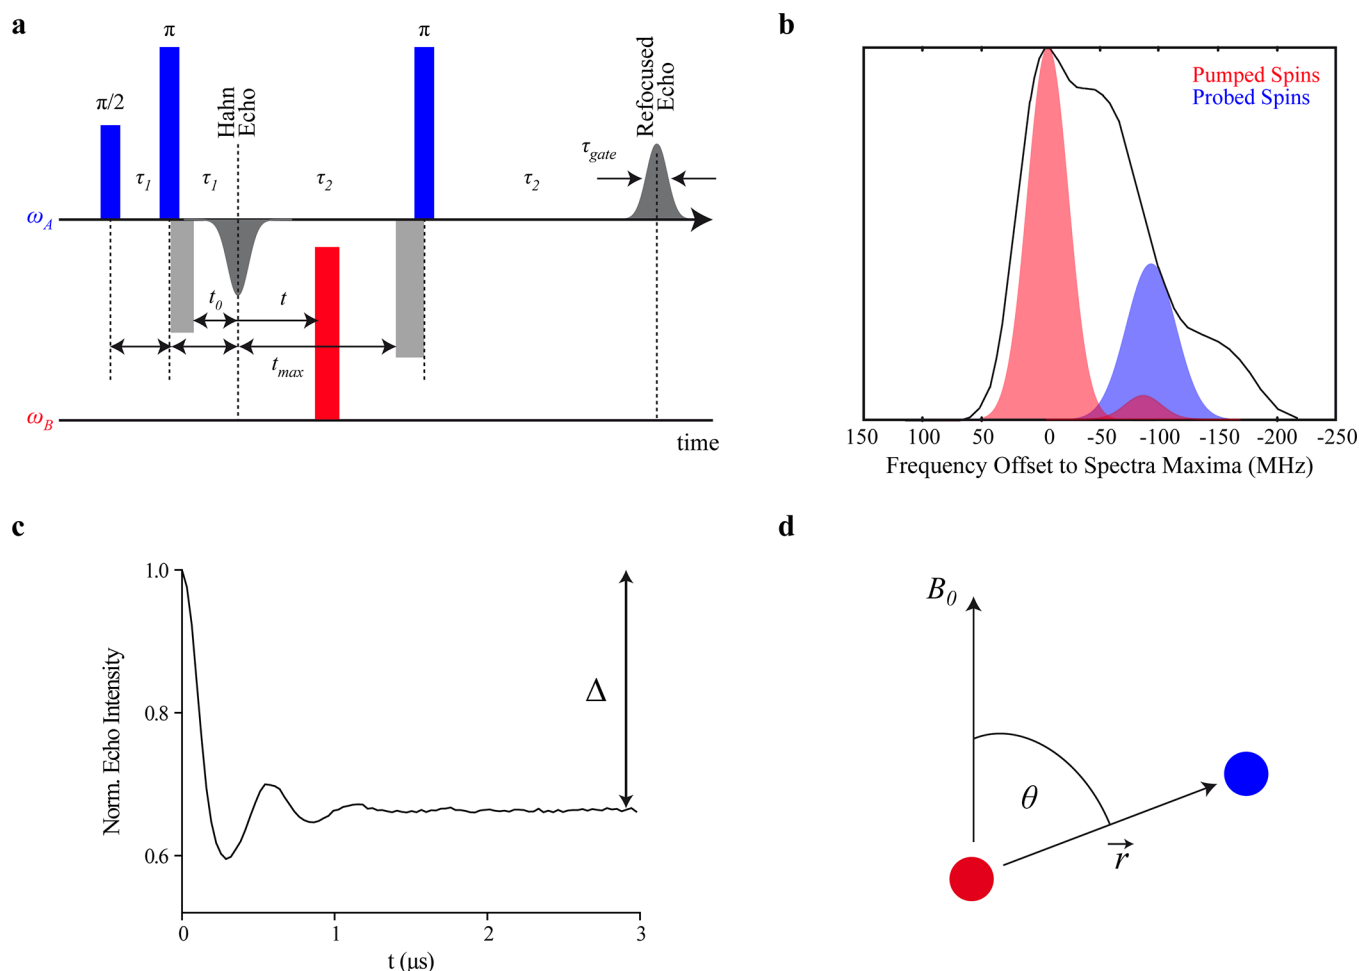 a
π
π
π/2
Hahn
Echo
Refocused
Echo
τ1
τ1
τ2
τgate
τ2
ωA
t0
t
tmax
ωB
time
b
Pumped Spins
Probed Spins
150 100 50 0 -50 -100 -150 -200 -250
Frequency Offset to Spectra Maxima (MHz)
c
1.0
0.8
0.6
Norm. Echo Intensity
Δ
0 1 2 3
t (μs)
d
B0
θ
r